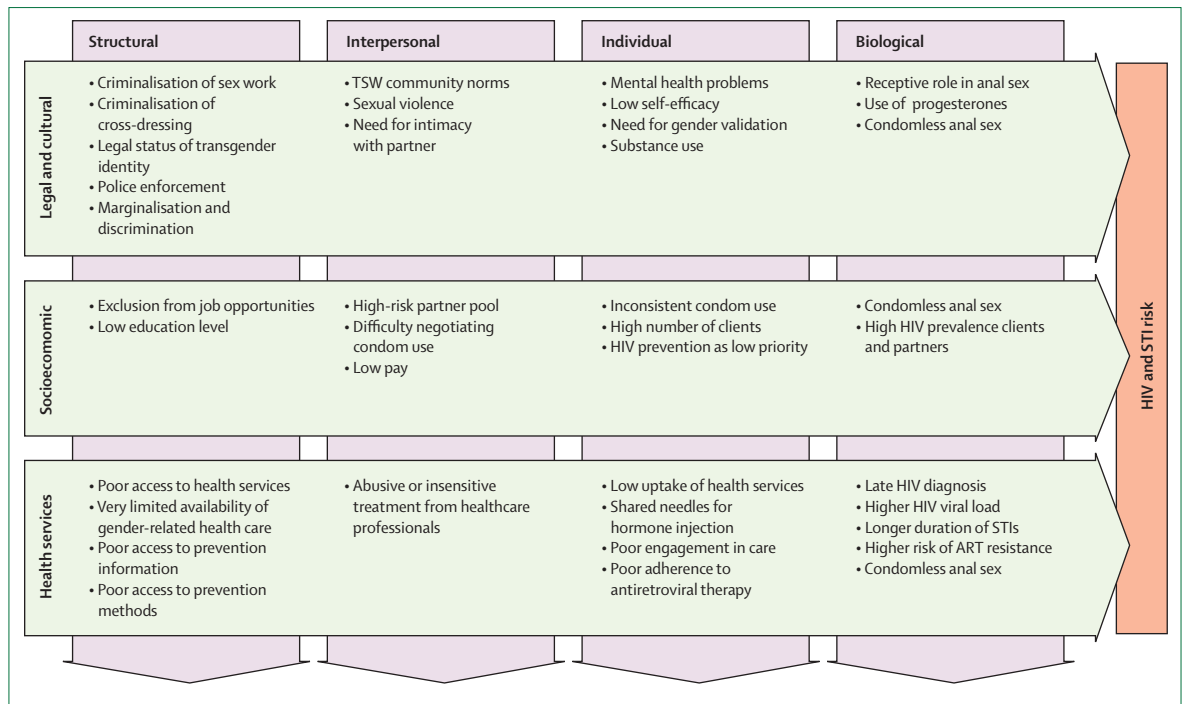 Structural
Interpersonal
Individual
Biological
Legal and cultural
• Criminalisation of sex work
• Criminalisation of
cross-dressing
• Legal status of transgender
identity
• Police enforcement
• Marginalisation and
discrimination
• TSW community norms
• Sexual violence
• Need for intimacy
with partner
• Mental health problems
• Low self-efficacy
• Need for gender validation
• Substance use
• Receptive role in anal sex
• Use of progesterones
• Condomless anal sex
Socioecomomic
• Exclusion from job opportunities
• Low education level
• High-risk partner pool
• Difficulty negotiating
condom use
• Low pay
• Inconsistent condom use
• High number of clients
• HIV prevention as low priority
• Condomless anal sex
• High HIV prevalence clients
and partners
Health services
• Poor access to health services
• Very limited availability of
gender-related health care
• Poor access to prevention
information
• Poor access to prevention
methods
• Abusive or insensitive
treatment from healthcare
professionals
• Low uptake of health services
• Shared needles for
hormone injection
• Poor engagement in care
• Poor adherence to
antiretroviral therapy
• Late HIV diagnosis
• Higher HIV viral load
• Longer duration of STIs
• Higher risk of ART resistance
• Condomless anal sex
HIV and STI risk